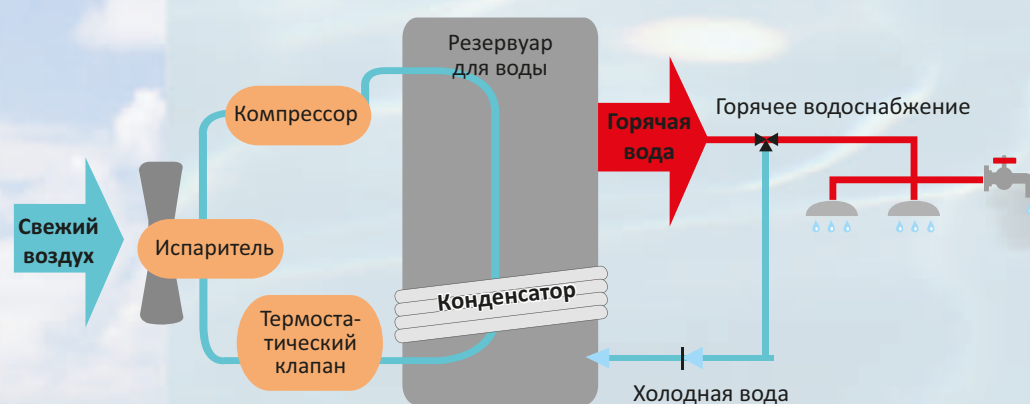 Резервуар
для воды
Компрессор
Горячая
вода
Горячее водоснабжение
Свежий
воздух
Испаритель
Конденсатор
Термоста-
тический
клапан
Холодная вода